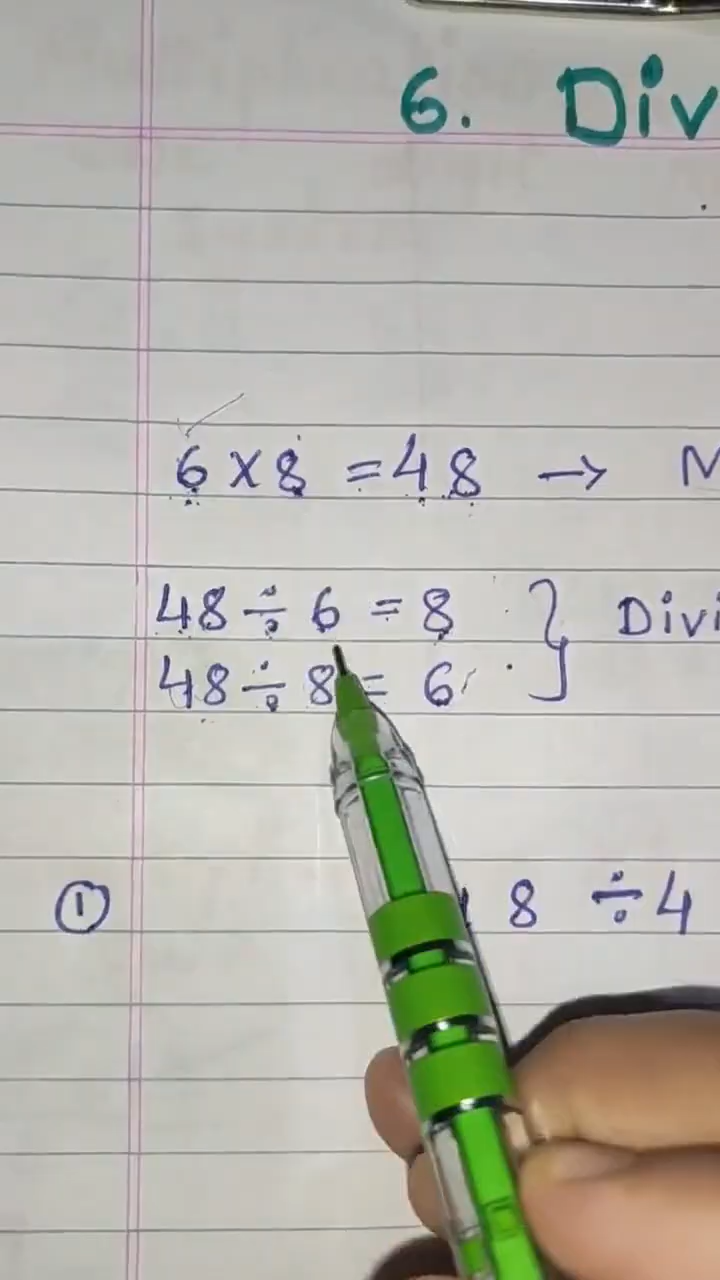 6. Div
6 x 8 = 48 → M
48 ÷ 6 = 8
48 ÷ 8 = 6 } Divi
① 8 ÷ 4